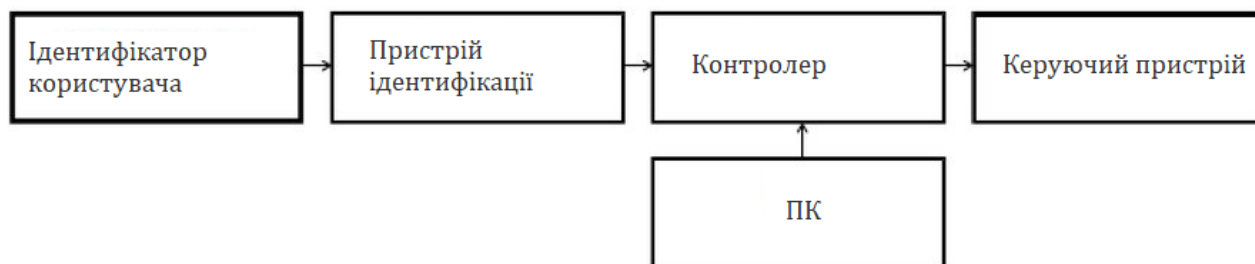 Ідентифікатор
користувача
Пристрій
ідентифікації
Контролер
Керуючий пристрій
ПК